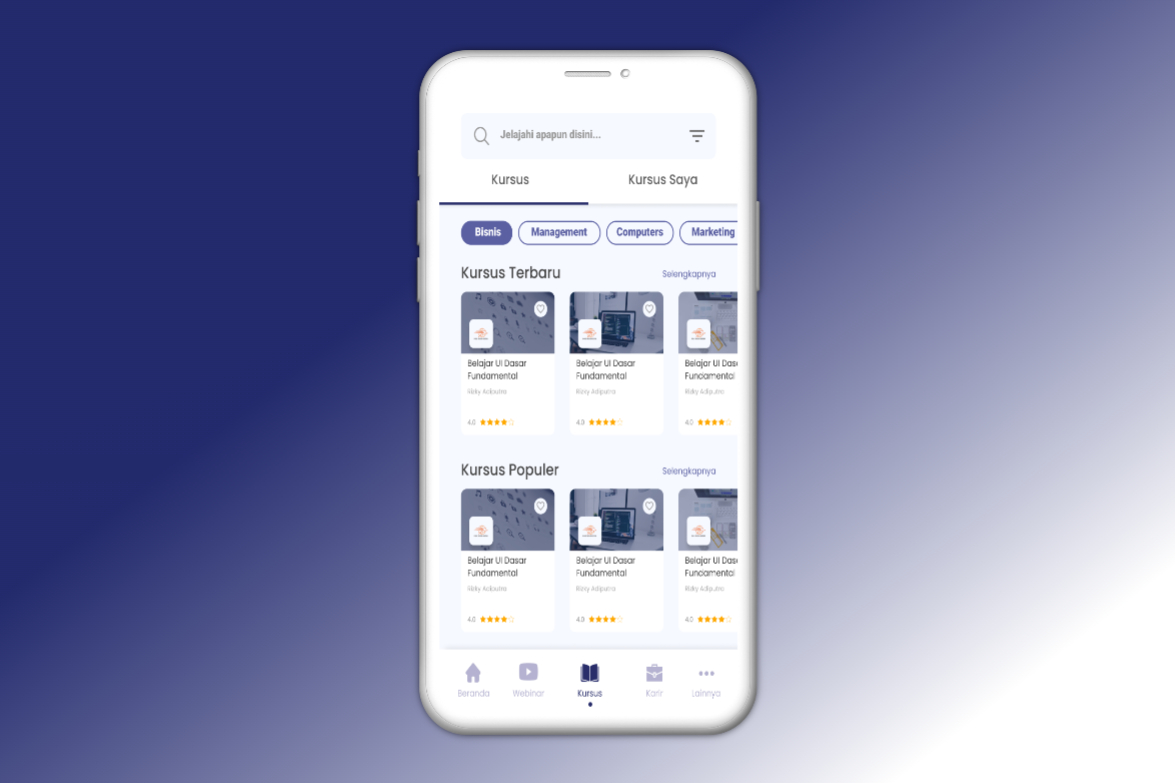 Jelajahi apapun disini...
Kursus Kursus Saya
Bisnis Management Computers Marketing
Kursus Terbaru Selengkapnya
Belajar UI Dasar Fundamental
Rizky Adiputra
4.0
Belajar UI Dasar Fundamental
Rizky Adiputra
4.0
Belajar UI Dasa
Fundamental
Rizky Adiputra
4.0
Kursus Populer Selengkapnya
Belajar UI Dasar Fundamental
Rizky Adiputra
4.0
Belajar UI Dasar Fundamental
Rizky Adiputra
4.0
Belajar UI Dasa
Fundamental
Rizky Adiputra
4.0
Beranda Webinar Kursus Karir Lainnya